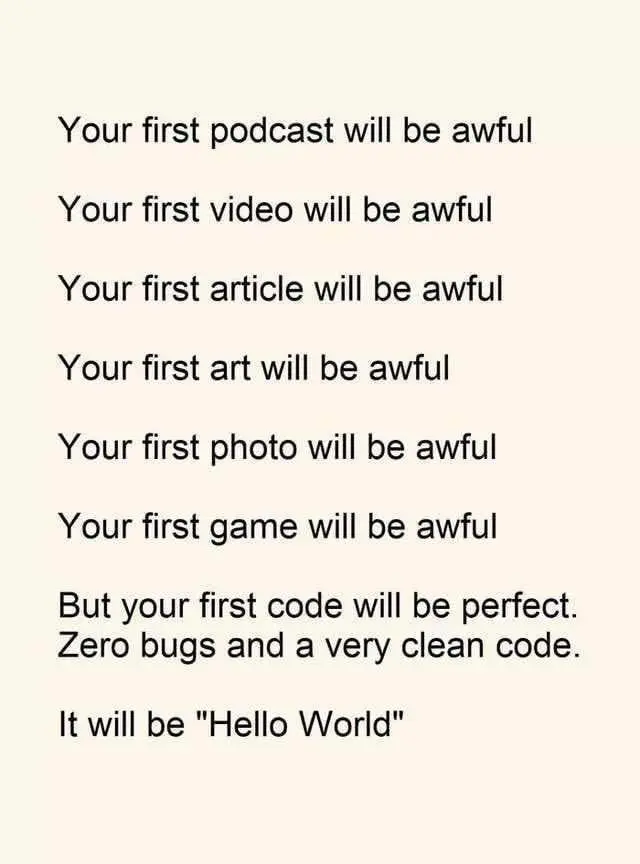 Your first podcast will be awful
Your first video will be awful
Your first article will be awful
Your first art will be awful
Your first photo will be awful
Your first game will be awful
But your first code will be perfect.
Zero bugs and a very clean code.
It will be "Hello World"